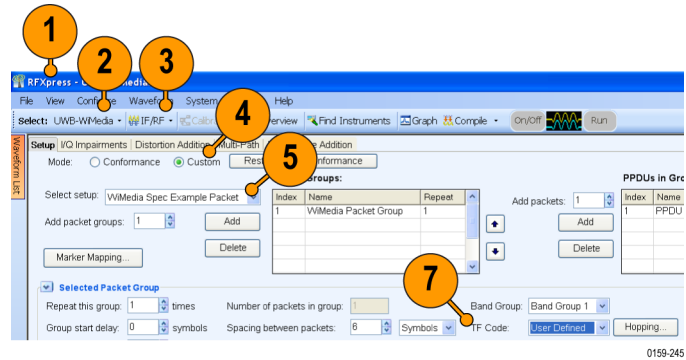 1
2
3
RFXpress - U
File View Configure Waveform System Help
Select: UWB-WiMedia IF/RF Calibr erview Find Instruments Graph Compile On/Off Run
4
5
Waveform List
Setup I/Q Impairments Distortion Addition Multi-Path e Addition
Mode: Conformance Custom Rest onformance
Groups: PPDUs in Gro
Select setup: WiMedia Spec Example Packet
Index Name Repeat
1 WiMedia Packet Group 1
Add packets: 1
Index Name
1 PPDU
Add packet groups: 1 Add
Add
Delete
Delete
Marker Mapping...
7
Selected Packet Group
Repeat this group: 1 times Number of packets in group: 1 Band Group: Band Group 1
Group start delay: 0 symbols Spacing between packets: 6 Symbols TF Code: User Defined Hopping...
0159-245